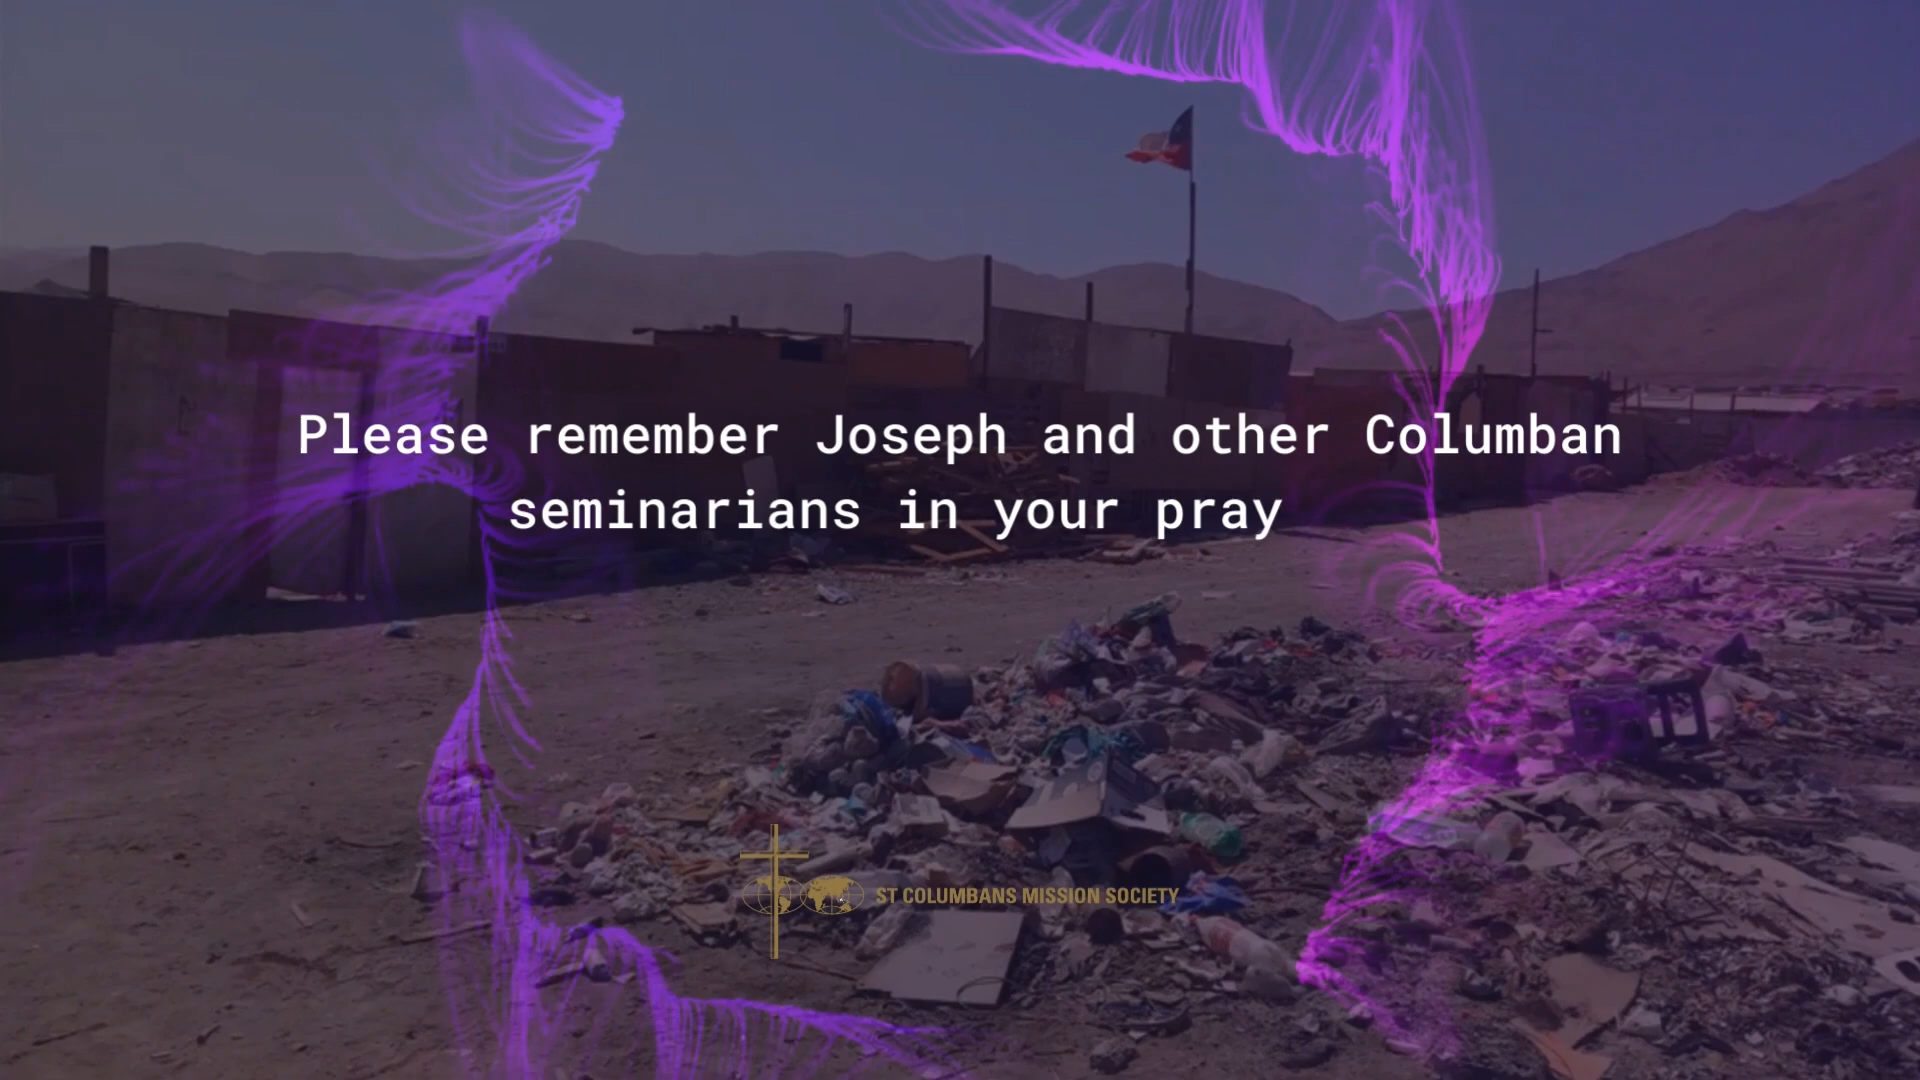 Please remember Joseph and other Columban
seminarians in your pray
ST COLUMBANS MISSION SOCIETY